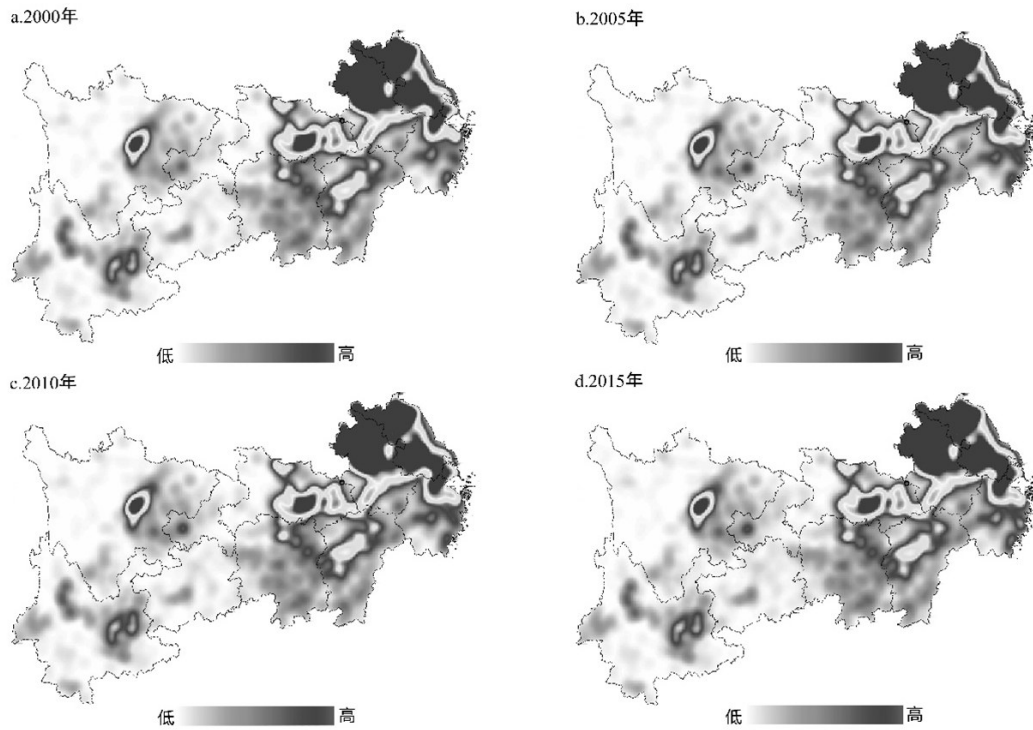 a.2000年
b.2005年
低 高
低 高
c.2010年
d.2015年
低 高
低 高